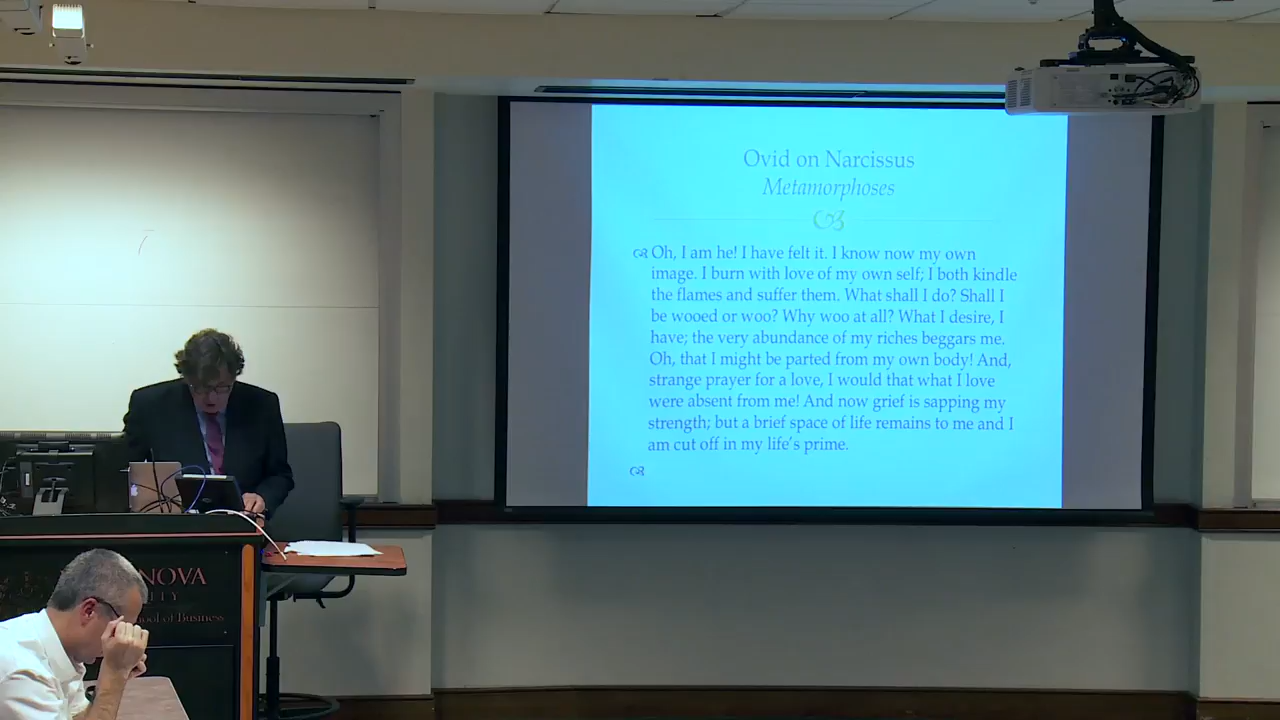 Ovid on Narcissus
Metamorphoses
Oh, I am he! I have felt it. I know now my own
image. I burn with love of my own self; I both kindle
the flames and suffer them. What shall I do? Shall I
be wooed or woo? Why woo at all? What I desire, I
have; the very abundance of my riches beggars me.
Oh, that I might be parted from my own body! And,
strange prayer for a love, I would that what I love
were absent from me! And now grief is sapping my
strength; but a brief space of life remains to me and I
am cut off in my life's prime.
NOVA
ool of Business